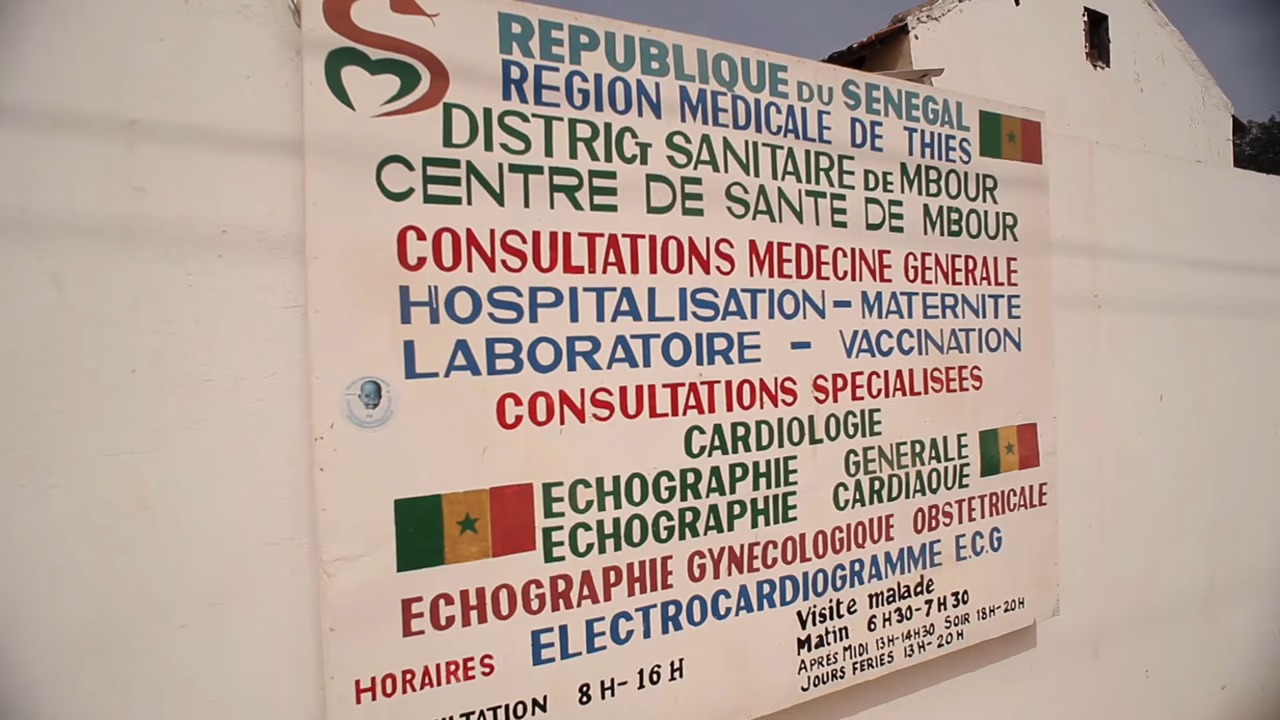 REPUBLIQUE DU SENEGAL
REGION MEDICALE DE THIES
DISTRICT SANITAIRE DE MBOUR
CENTRE DE SANTE DE MBOUR
CONSULTATIONS MEDECINE GENERALE
HOSPITALISATION - MATERNITE
LABORATOIRE - VACCINATION
CONSULTATIONS SPECIALISEES
CARDIOLOGIE
ECHOGRAPHIE GENERALE
ECHOGRAPHIE CARDIAQUE
ECHOGRAPHIE GYNECOLOGIQUE OBSTETRICALE
ELECTROCARDIOGRAMME E.C.G
HORAIRES
TATION 8H-16H
Visite malade
Matin 6H30-7H30
APRÈS MIDI 13H-14H30 SOIR 18H-20H
JOURS FERIES 13H-20H